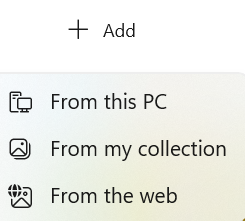 Add
From this PC
From my collection
From the web